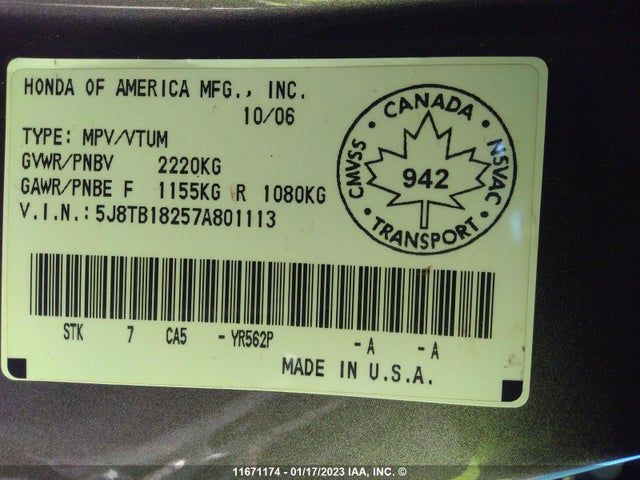 HONDA OF AMERICA MFG., INC.
10/06
TYPE: MPV/VTUM
GVWR/PNBV 2220KG
GAWR/PNBE F 1155KG R 1080KG
V.I.N.: 5J8TB18257A801113
CMVSS • CANADA • NSVAC • TRANSPORT •
942
STK 7 CA5 - YR562P - A - A
MADE IN U.S.A.
11671174 - 01/17/2023 IAA, INC. ©